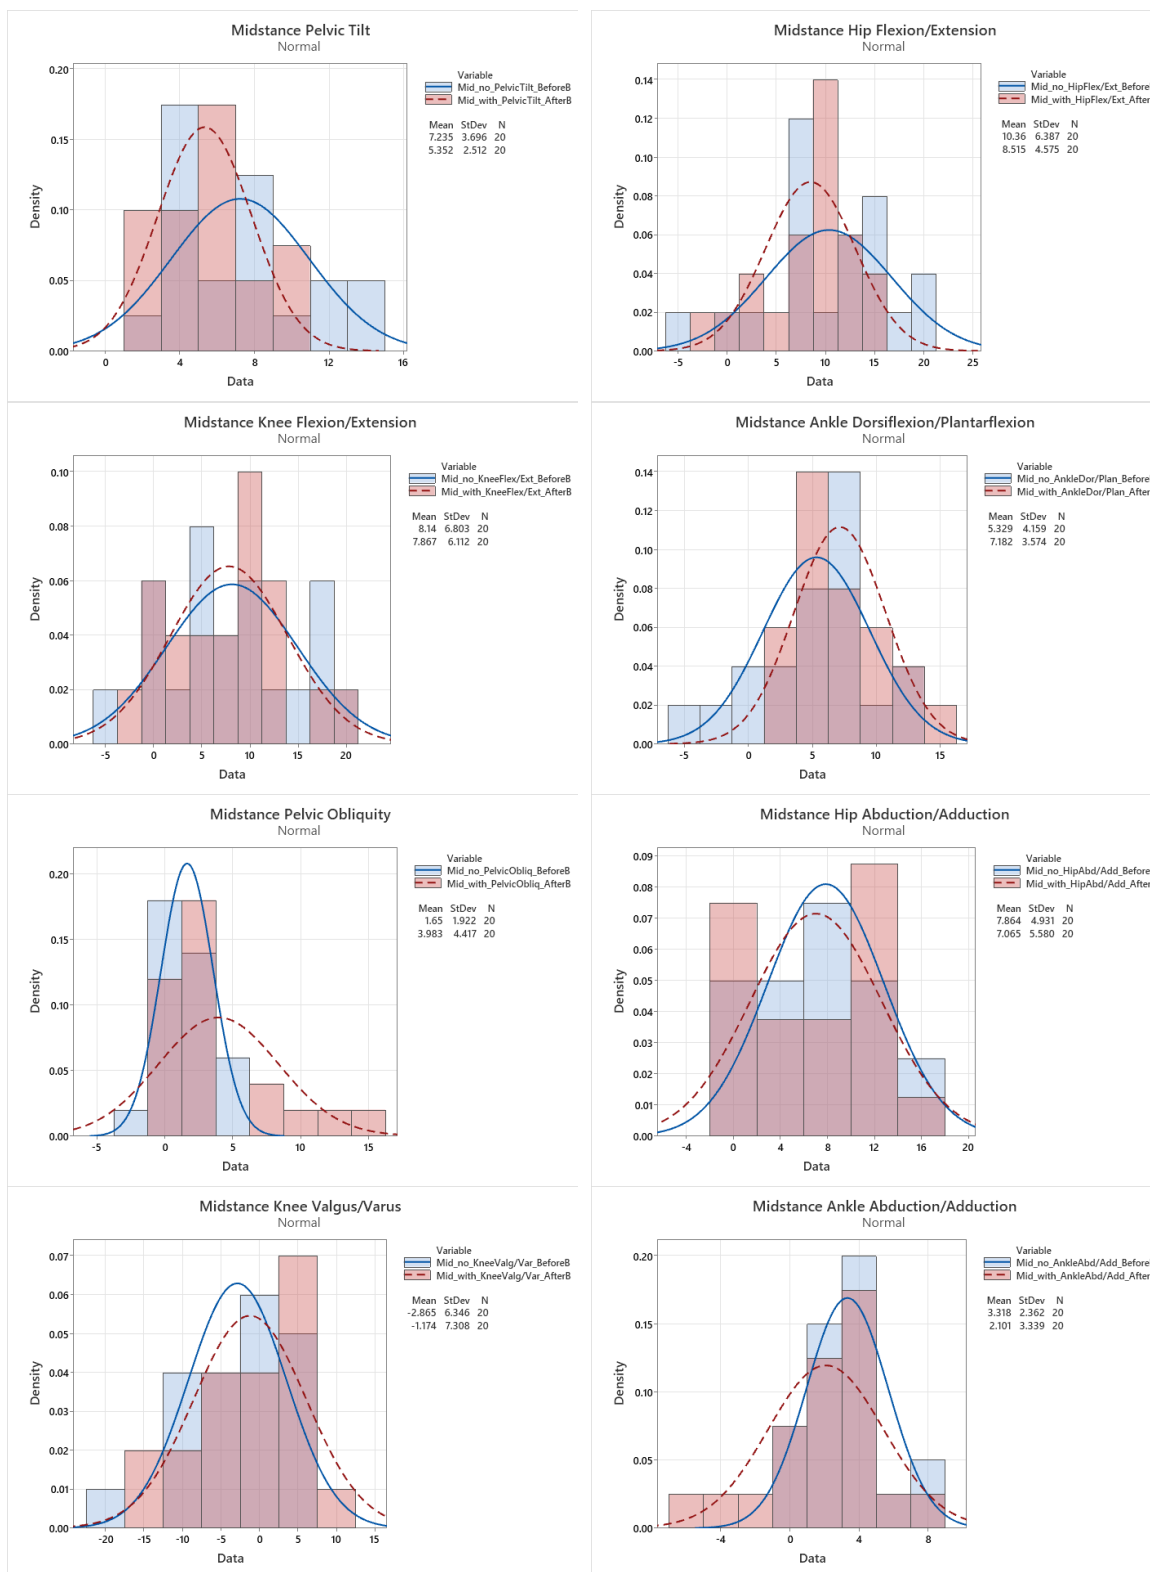 Midstance Pelvic Tilt
Normal
0.20
0.15
0.10
0.05
0.00
Density
0 4 8 12 16
Data
Variable
Mid_no_PelvicTilt_BeforeB
Mid_with_PelvicTilt_AfterB
Mean StDev N
7.235 3.696 20
5.352 2.512 20
Midstance Hip Flexion/Extension
Normal
0.14
0.12
0.10
0.08
0.06
0.04
0.02
0.00
Density
-5 0 5 10 15 20 25
Data
Variable
Mid_no_HipFlex/Ext_Before
Mid_with_HipFlex/Ext_After
Mean StDev N
10.36 6.387 20
8.515 4.575 20
Midstance Knee Flexion/Extension
Normal
0.10
0.08
0.06
0.04
0.02
0.00
Density
-5 0 5 10 15 20
Data
Variable
Mid_no_KneeFlex/Ext_BeforeB
Mid_with_KneeFlex/Ext_AfterB
Mean StDev N
8.14 6.803 20
7.867 6.112 20
Midstance Ankle Dorsiflexion/Plantarflexion
Normal
0.14
0.12
0.10
0.08
0.06
0.04
0.02
0.00
Density
-5 0 5 10 15
Data
Variable
Mid_no_AnkleDor/Plan_Before
Mid_with_AnkleDor/Plan_After
Mean StDev N
5.329 4.159 20
7.182 3.574 20
Midstance Pelvic Obliquity
Normal
0.20
0.15
0.10
0.05
0.00
Density
-5 0 5 10 15
Data
Variable
Mid_no_PelvicObliq_BeforeB
Mid_with_PelvicObliq_AfterB
Mean StDev N
1.65 1.922 20
3.983 4.417 20
Midstance Hip Abduction/Adduction
Normal
0.09
0.08
0.07
0.06
0.05
0.04
0.03
0.02
0.01
0.00
Density
-4 0 4 8 12 16 20
Data
Variable
Mid_no_HipAbd/Add_Before
Mid_with_HipAbd/Add_After
Mean StDev N
7.864 4.931 20
7.065 5.580 20
Midstance Knee Valgus/Varus
Normal
0.07
0.06
0.05
0.04
0.03
0.02
0.01
0.00
Density
-20 -15 -10 -5 0 5 10 15
Data
Variable
Mid_no_KneeValg/Var_BeforeB
Mid_with_KneeValg/Var_AfterB
Mean StDev N
-2.865 6.346 20
-1.174 7.308 20
Midstance Ankle Abduction/Adduction
Normal
0.20
0.15
0.10
0.05
0.00
Density
-4 0 4 8
Data
Variable
Mid_no_AnkleAbd/Add_Before
Mid_with_AnkleAbd/Add_After
Mean StDev N
3.318 2.362 20
2.101 3.339 20